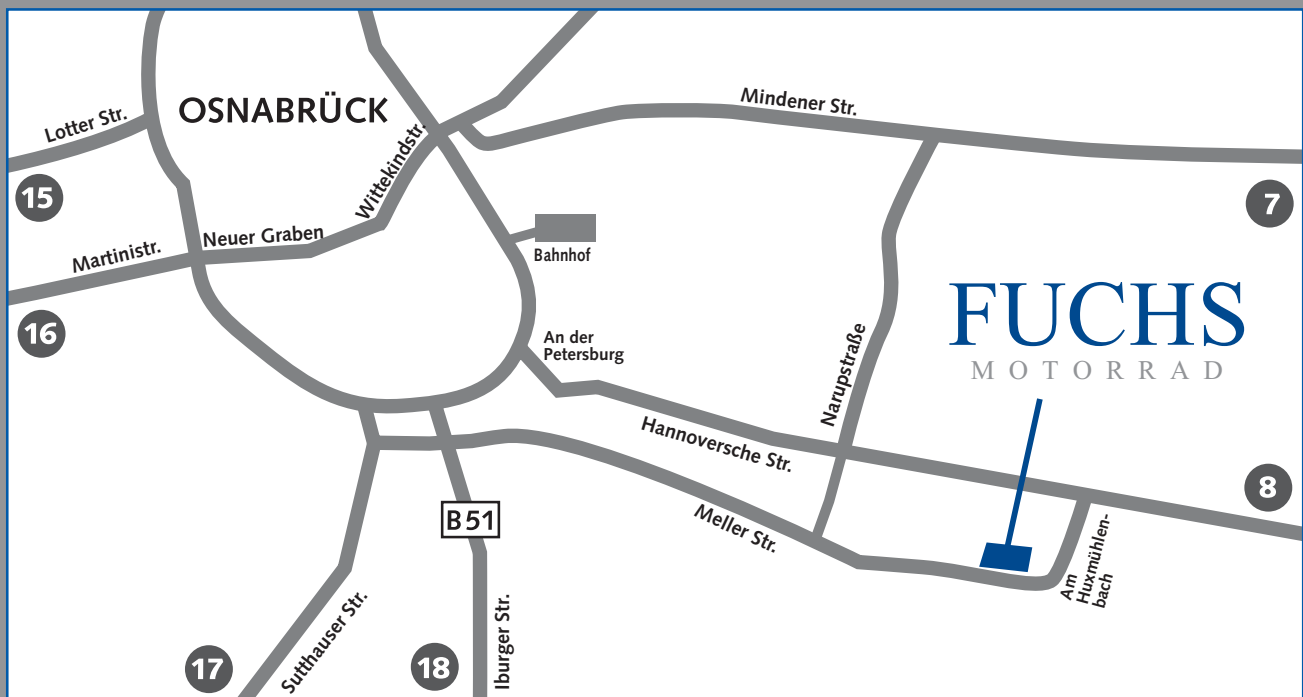 OSNABRÜCK
Mindener Str.
Lotter Str.
15
Wittekindstr.
7
Neuer Graben
Martinistr.
Bahnhof
16
FUCHS
MOTORRAD
An der
Petersburg
Narupstraße
Hannoversche Str.
8
B 51
Meller Str.
Am
Huxmühlen-
bach
Sutthauser Str.
Iburger Str.
17
18